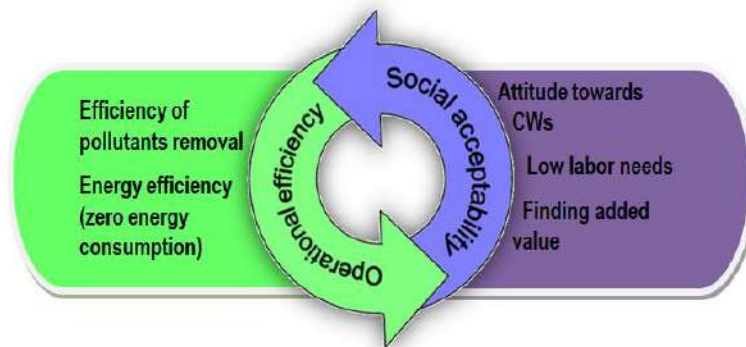 Efficiency of
pollutants removal
Energy efficiency
(zero energy
consumption)
Operational efficiency
Social acceptability
Attitude towards
CWs
Low labor needs
Finding added
value